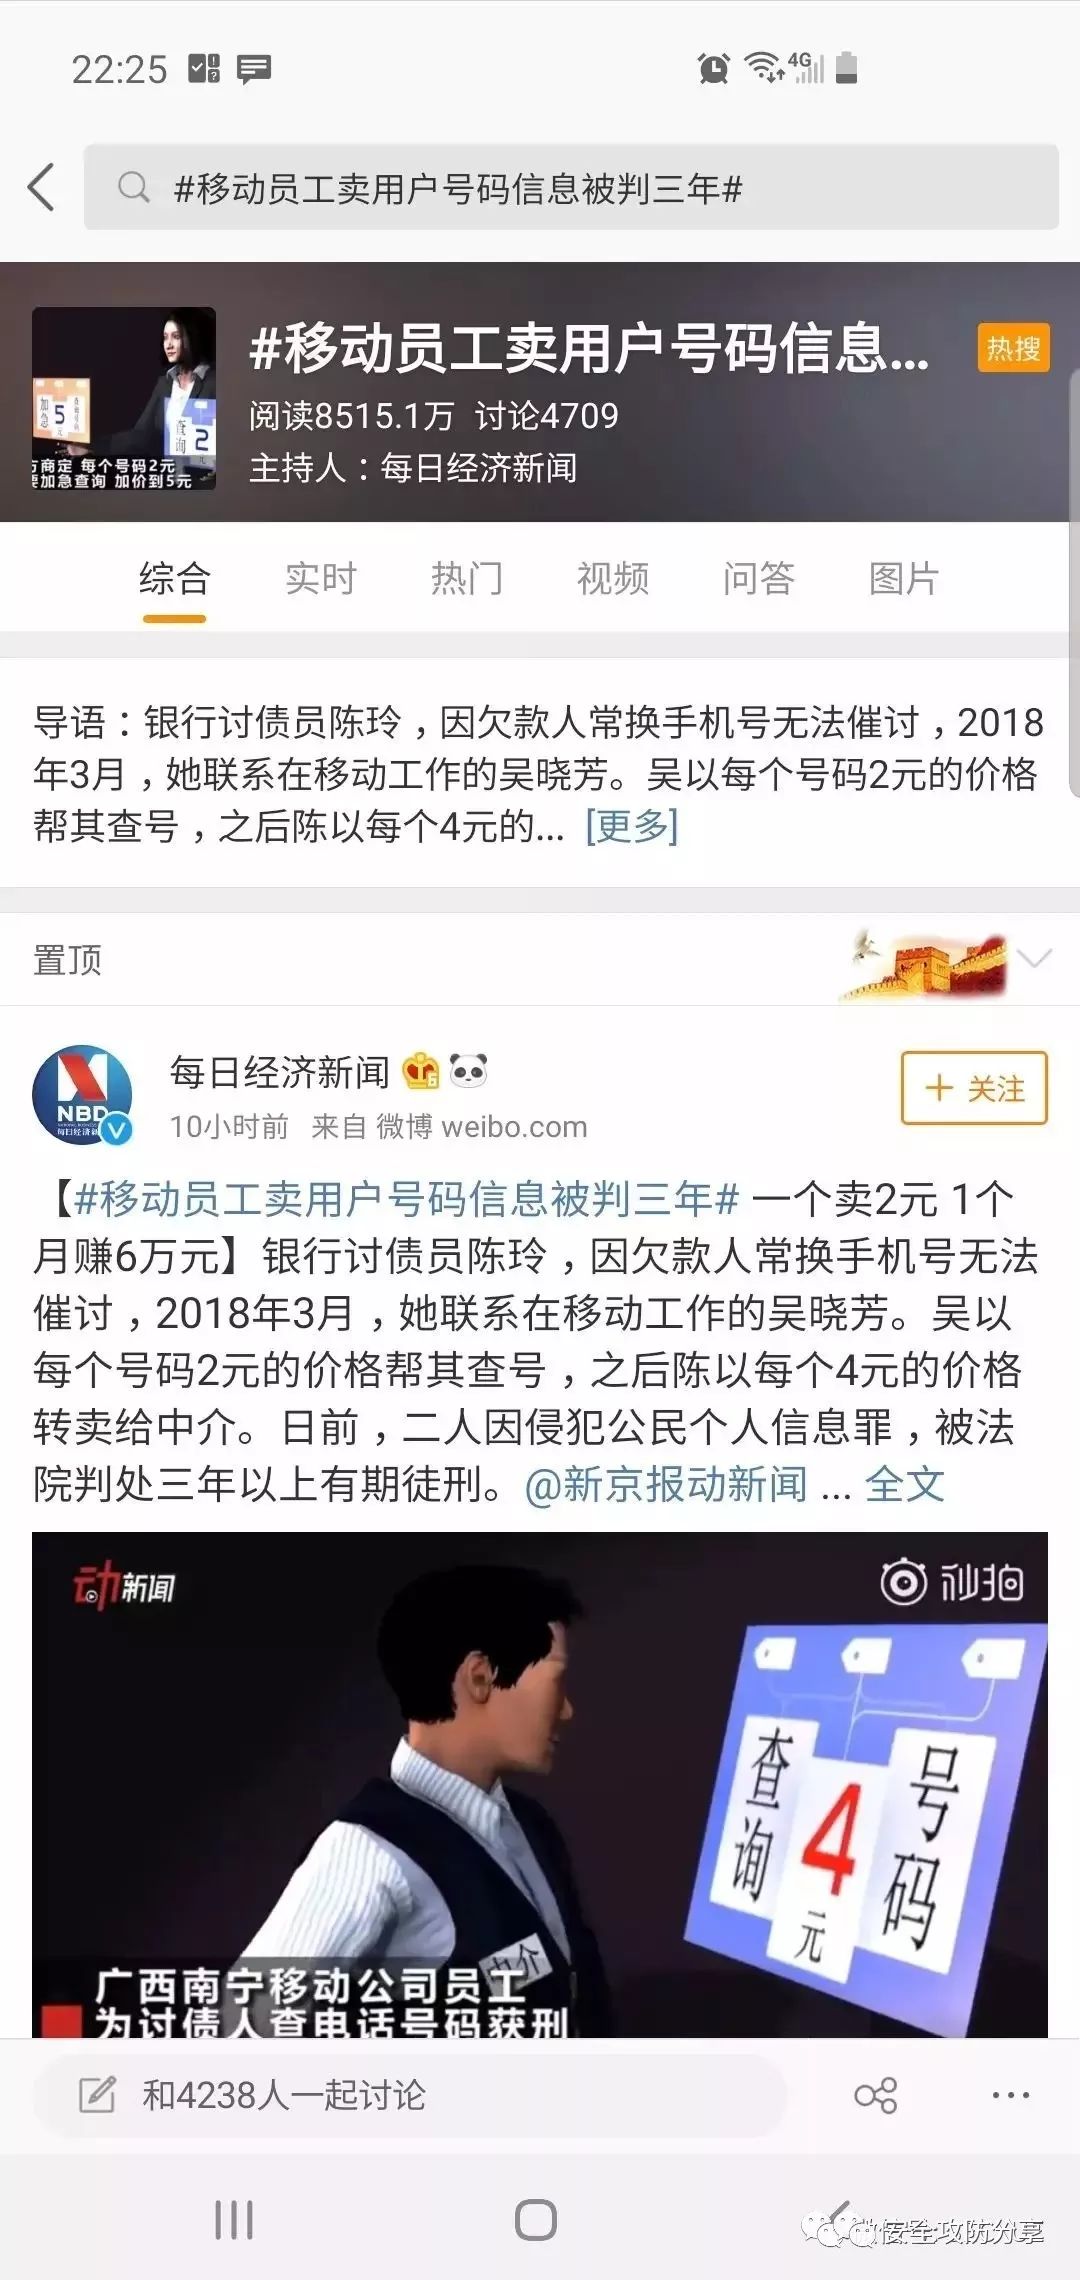 22:25
4G
#移动员工卖用户号码信息被判三年#
#移动员工卖用户号码信息...
热搜
阅读8515.1万 讨论4709
主持人：每日经济新闻
加急
5
元
查询
2
方商定 每个号码2元
要加急查询 加价到5元
综合 实时 热门 视频 问答 图片
导语：银行讨债员陈玲，因欠款人常换手机号无法催讨，2018
年3月，她联系在移动工作的吴晓芳。吴以每个号码2元的价格
帮其查号，之后陈以每个4元的... [更多]
置顶
NBD
每日经济新闻
每日经济新闻
10小时前 来自 微博 weibo.com
+ 关注
【#移动员工卖用户号码信息被判三年# 一个卖2元 1个
月赚6万元】银行讨债员陈玲，因欠款人常换手机号无法
催讨，2018年3月，她联系在移动工作的吴晓芳。吴以
每个号码2元的价格帮其查号，之后陈以每个4元的价格
转卖给中介。日前，二人因侵犯公民个人信息罪，被法
院判处三年以上有期徒刑。@新京报动新闻 ... 全文
动新闻
秒拍
查询
4
元
号码
中介
广西南宁移动公司员工
为讨债人查电话号码获刑
和4238人一起讨论
安全攻防分享